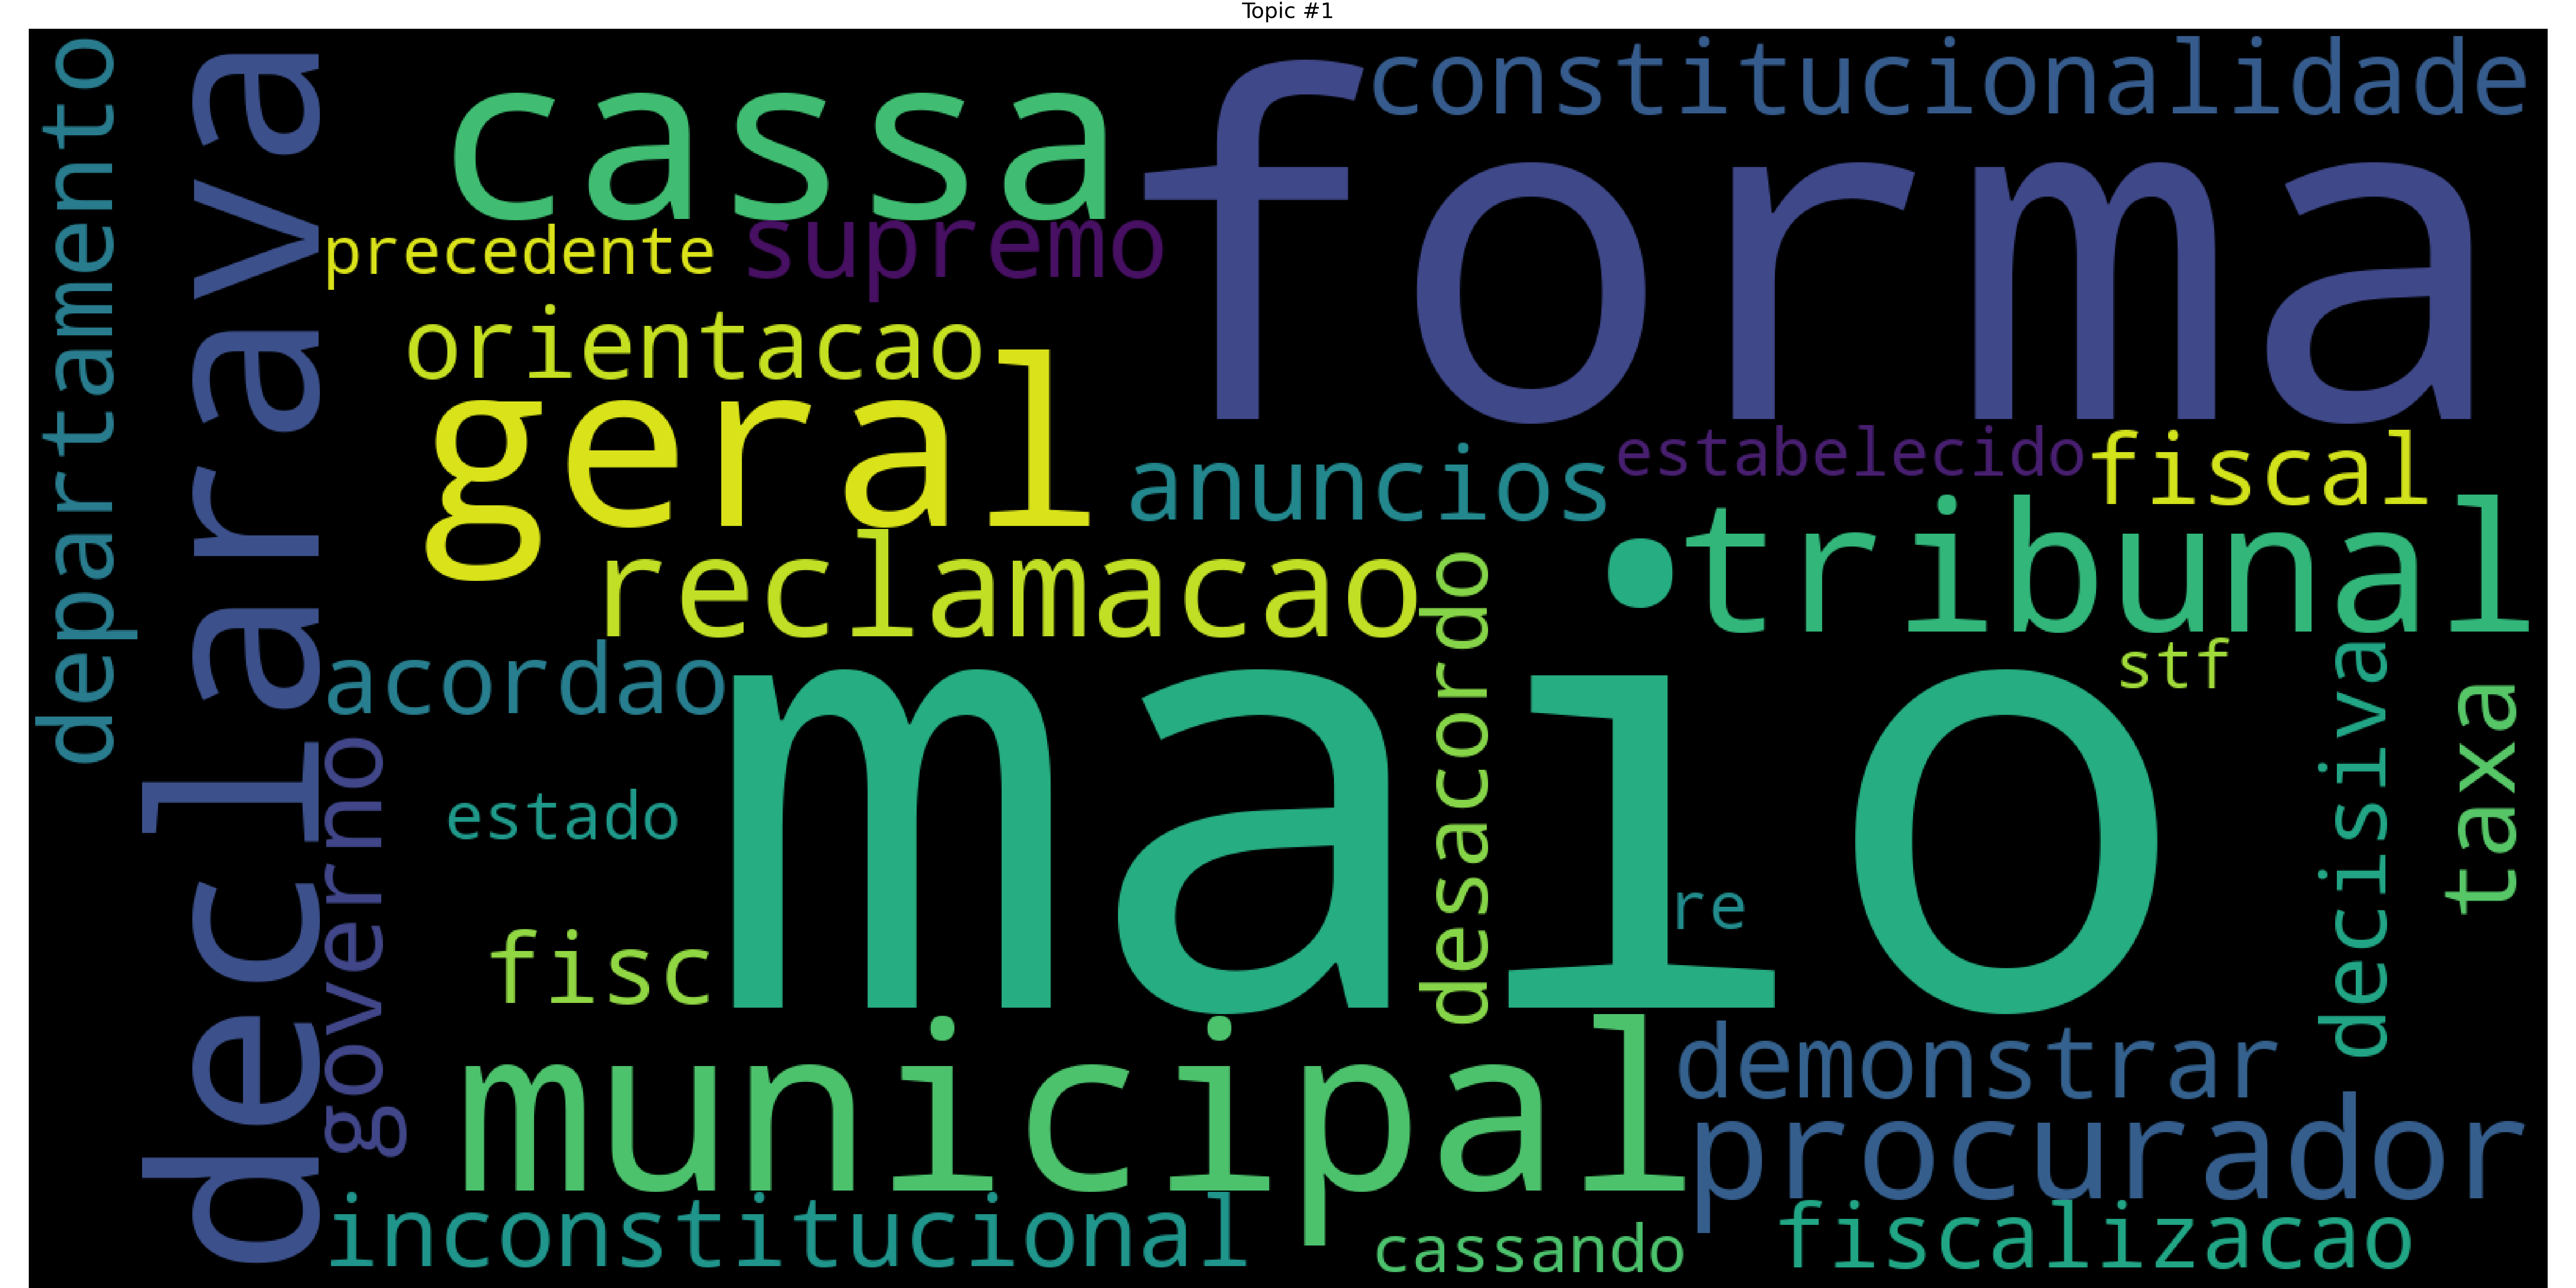 Topic #1
departamento
declarava
cassa
forma
constitucionalidade
precedente
supremo
orientacao
geral
anuncios
estabelecido
fiscal
reclamacao
tribunal
desacordo
acordao
maio
stf
decisiva
taxa
governo
estado
re
fisc
municipal
demonstrar
procurador
inconstitucional
cassando
fiscalizacao